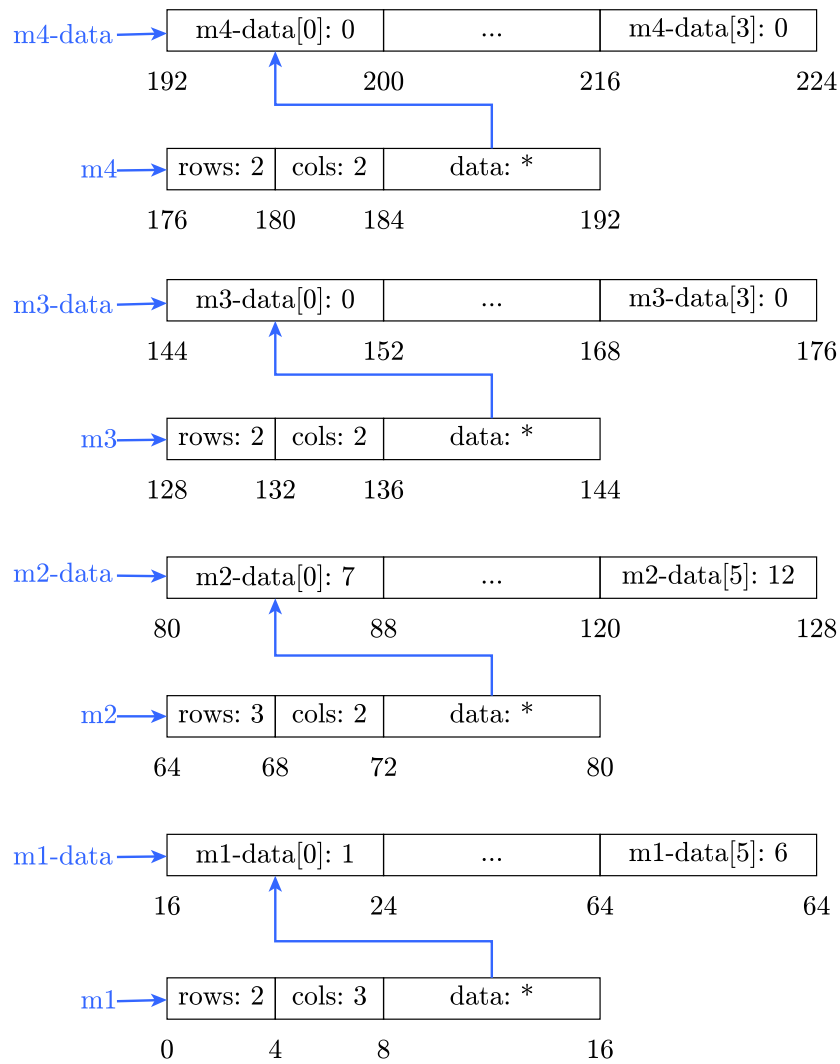 m4-data m4-data[0]: 0 ... m4-data[3]: 0
192 200 216 224
m4 rows: 2 cols: 2 data: *
176 180 184 192
m3-data m3-data[0]: 0 ... m3-data[3]: 0
144 152 168 176
m3 rows: 2 cols: 2 data: *
128 132 136 144
m2-data m2-data[0]: 7 ... m2-data[5]: 12
80 88 120 128
m2 rows: 3 cols: 2 data: *
64 68 72 80
m1-data m1-data[0]: 1 ... m1-data[5]: 6
16 24 64 64
m1 rows: 2 cols: 3 data: *
0 4 8 16